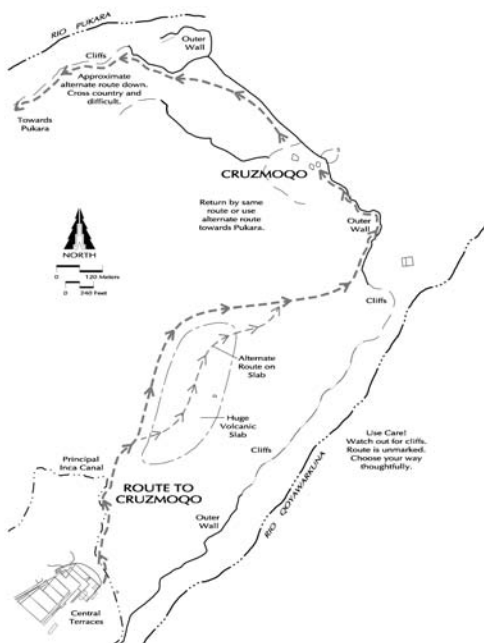 RIO PUKARA
Outer
Wall
Cliffs
Approximate
alternate route down.
Cross country and
difficult.
Towards
Pukara
CRUZMOQO
Return by same
route or use
alternate route
towards Pukara.
Outer
Wall
NORTH
0 120 Meters
0 240 Feet
Cliffs
Alternate
Route on
Slab
Huge
Volcanic
Slab
Use Care!
Watch out for cliffs.
Route is unmarked.
Choose your way
thoughtfully.
Cliffs
Principal
Inca Canal
ROUTE TO
CRUZMOQO
Outer
Wall
RIO QOYAWARKUNA
Central
Terraces